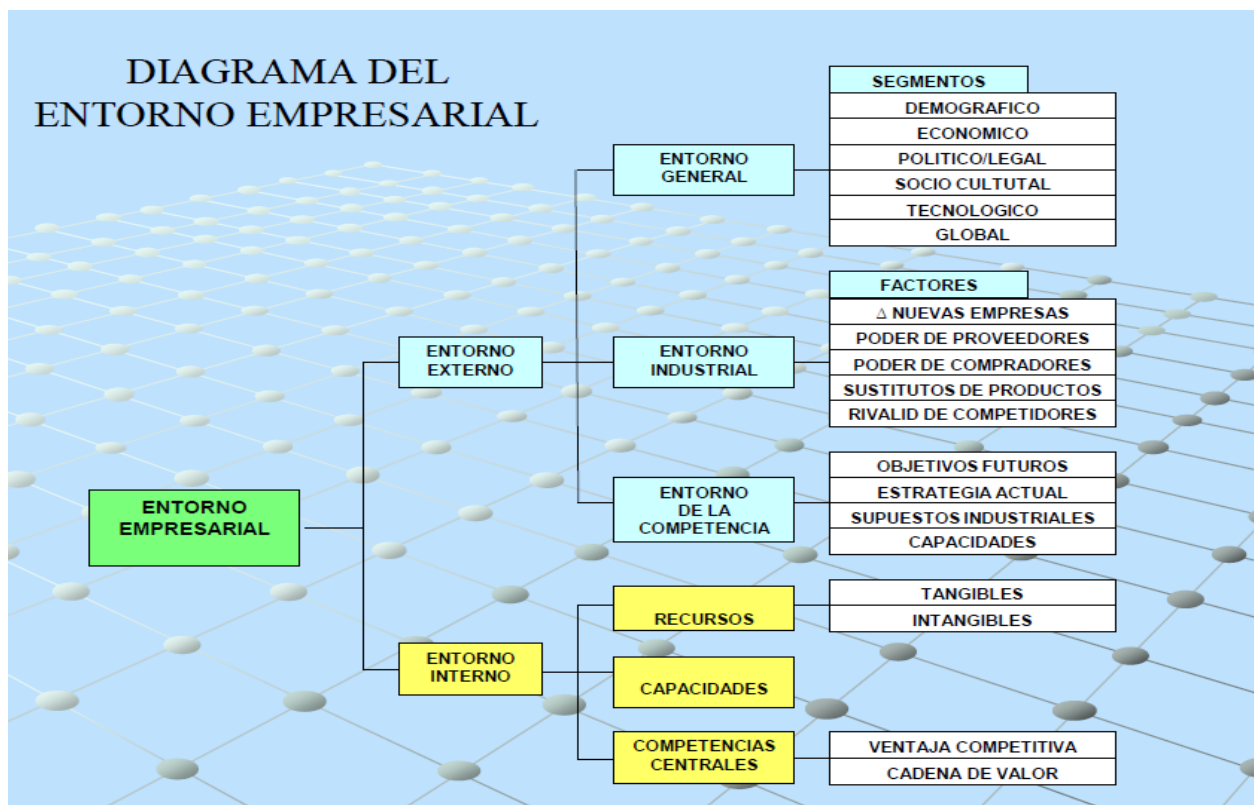 DIAGRAMA DEL
ENTORNO EMPRESARIAL
SEGMENTOS
DEMOGRAFICO
ECONOMICO
POLITICO/LEGAL
SOCIO CULTUTAL
TECNOLOGICO
GLOBAL
ENTORNO
GENERAL
FACTORES
Δ NUEVAS EMPRESAS
PODER DE PROVEEDORES
PODER DE COMPRADORES
SUSTITUTOS DE PRODUCTOS
RIVALID DE COMPETIDORES
ENTORNO
EXTERNO
ENTORNO
INDUSTRIAL
OBJETIVOS FUTUROS
ESTRATEGIA ACTUAL
SUPUESTOS INDUSTRIALES
CAPACIDADES
ENTORNO
DE LA
COMPETENCIA
ENTORNO
EMPRESARIAL
TANGIBLES
INTANGIBLES
RECURSOS
ENTORNO
INTERNO
CAPACIDADES
COMPETENCIAS
CENTRALES
VENTAJA COMPETITIVA
CADENA DE VALOR